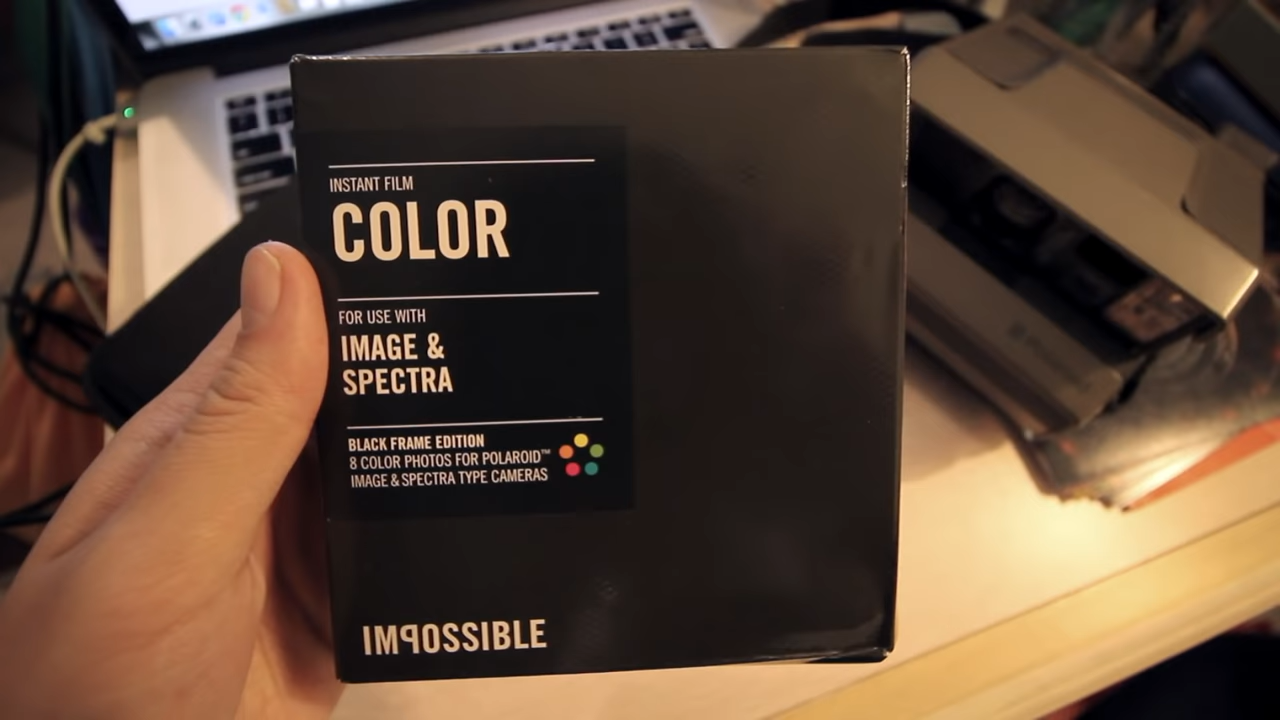 INSTANT FILM
COLOR
FOR USE WITH
IMAGE &
SPECTRA
BLACK FRAME EDITION
8 COLOR PHOTOS FOR POLAROID™
IMAGE & SPECTRA TYPE CAMERAS
IMPOSSIBLE